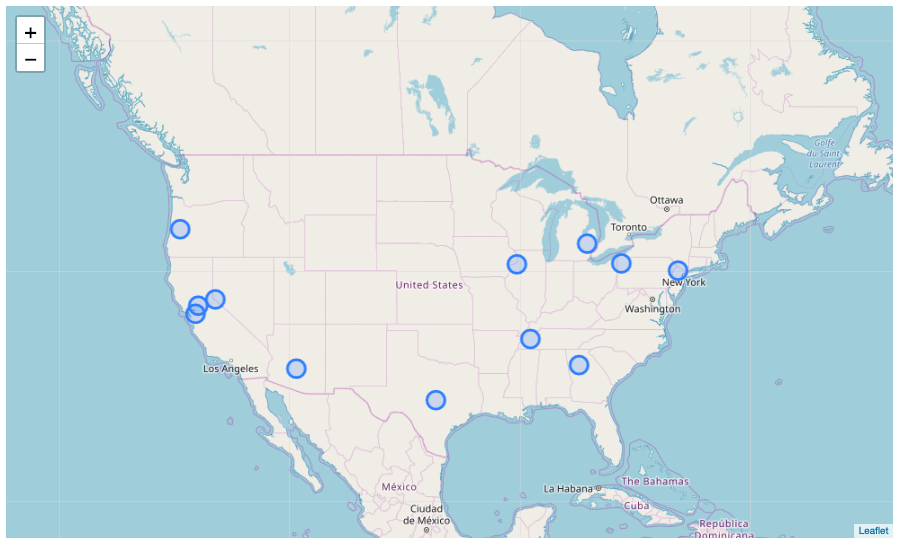 +
−
Golfe
du Saint
Laurent
Ottawa
Toronto
United States
New York
Washington
Los Angeles
México
La Habana
The Bahamas
Cuba
Ciudad
de México
República
Dominicana
Leaflet